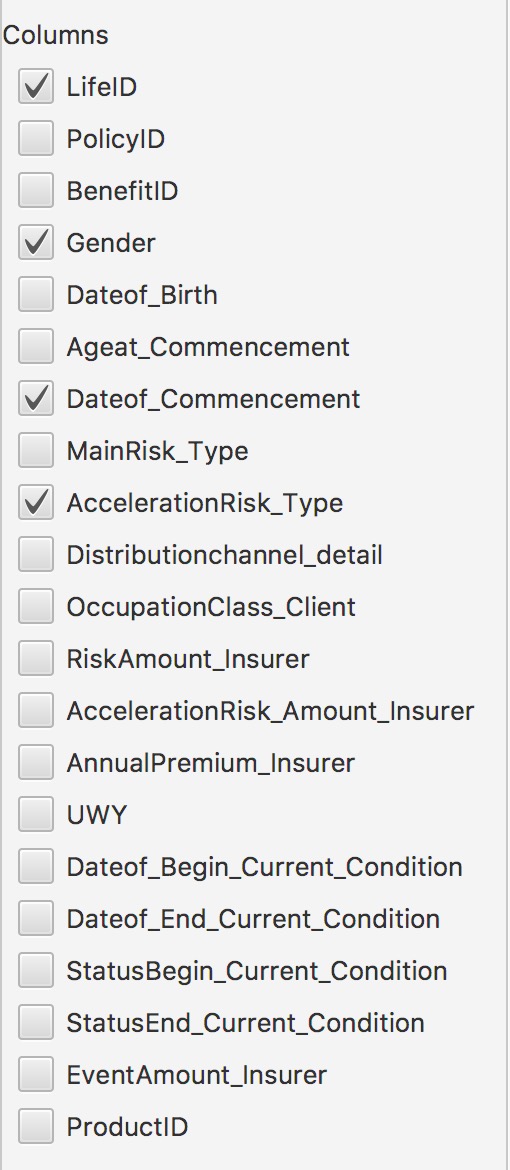 Columns
LifeID
PolicyID
BenefitID
Gender
Dateof_Birth
Ageat_Commencement
Dateof_Commencement
MainRisk_Type
AccelerationRisk_Type
Distributionchannel_detail
OccupationClass_Client
RiskAmount_Insurer
AccelerationRisk_Amount_Insurer
AnnualPremium_Insurer
UWY
Dateof_Begin_Current_Condition
Dateof_End_Current_Condition
StatusBegin_Current_Condition
StatusEnd_Current_Condition
EventAmount_Insurer
ProductID